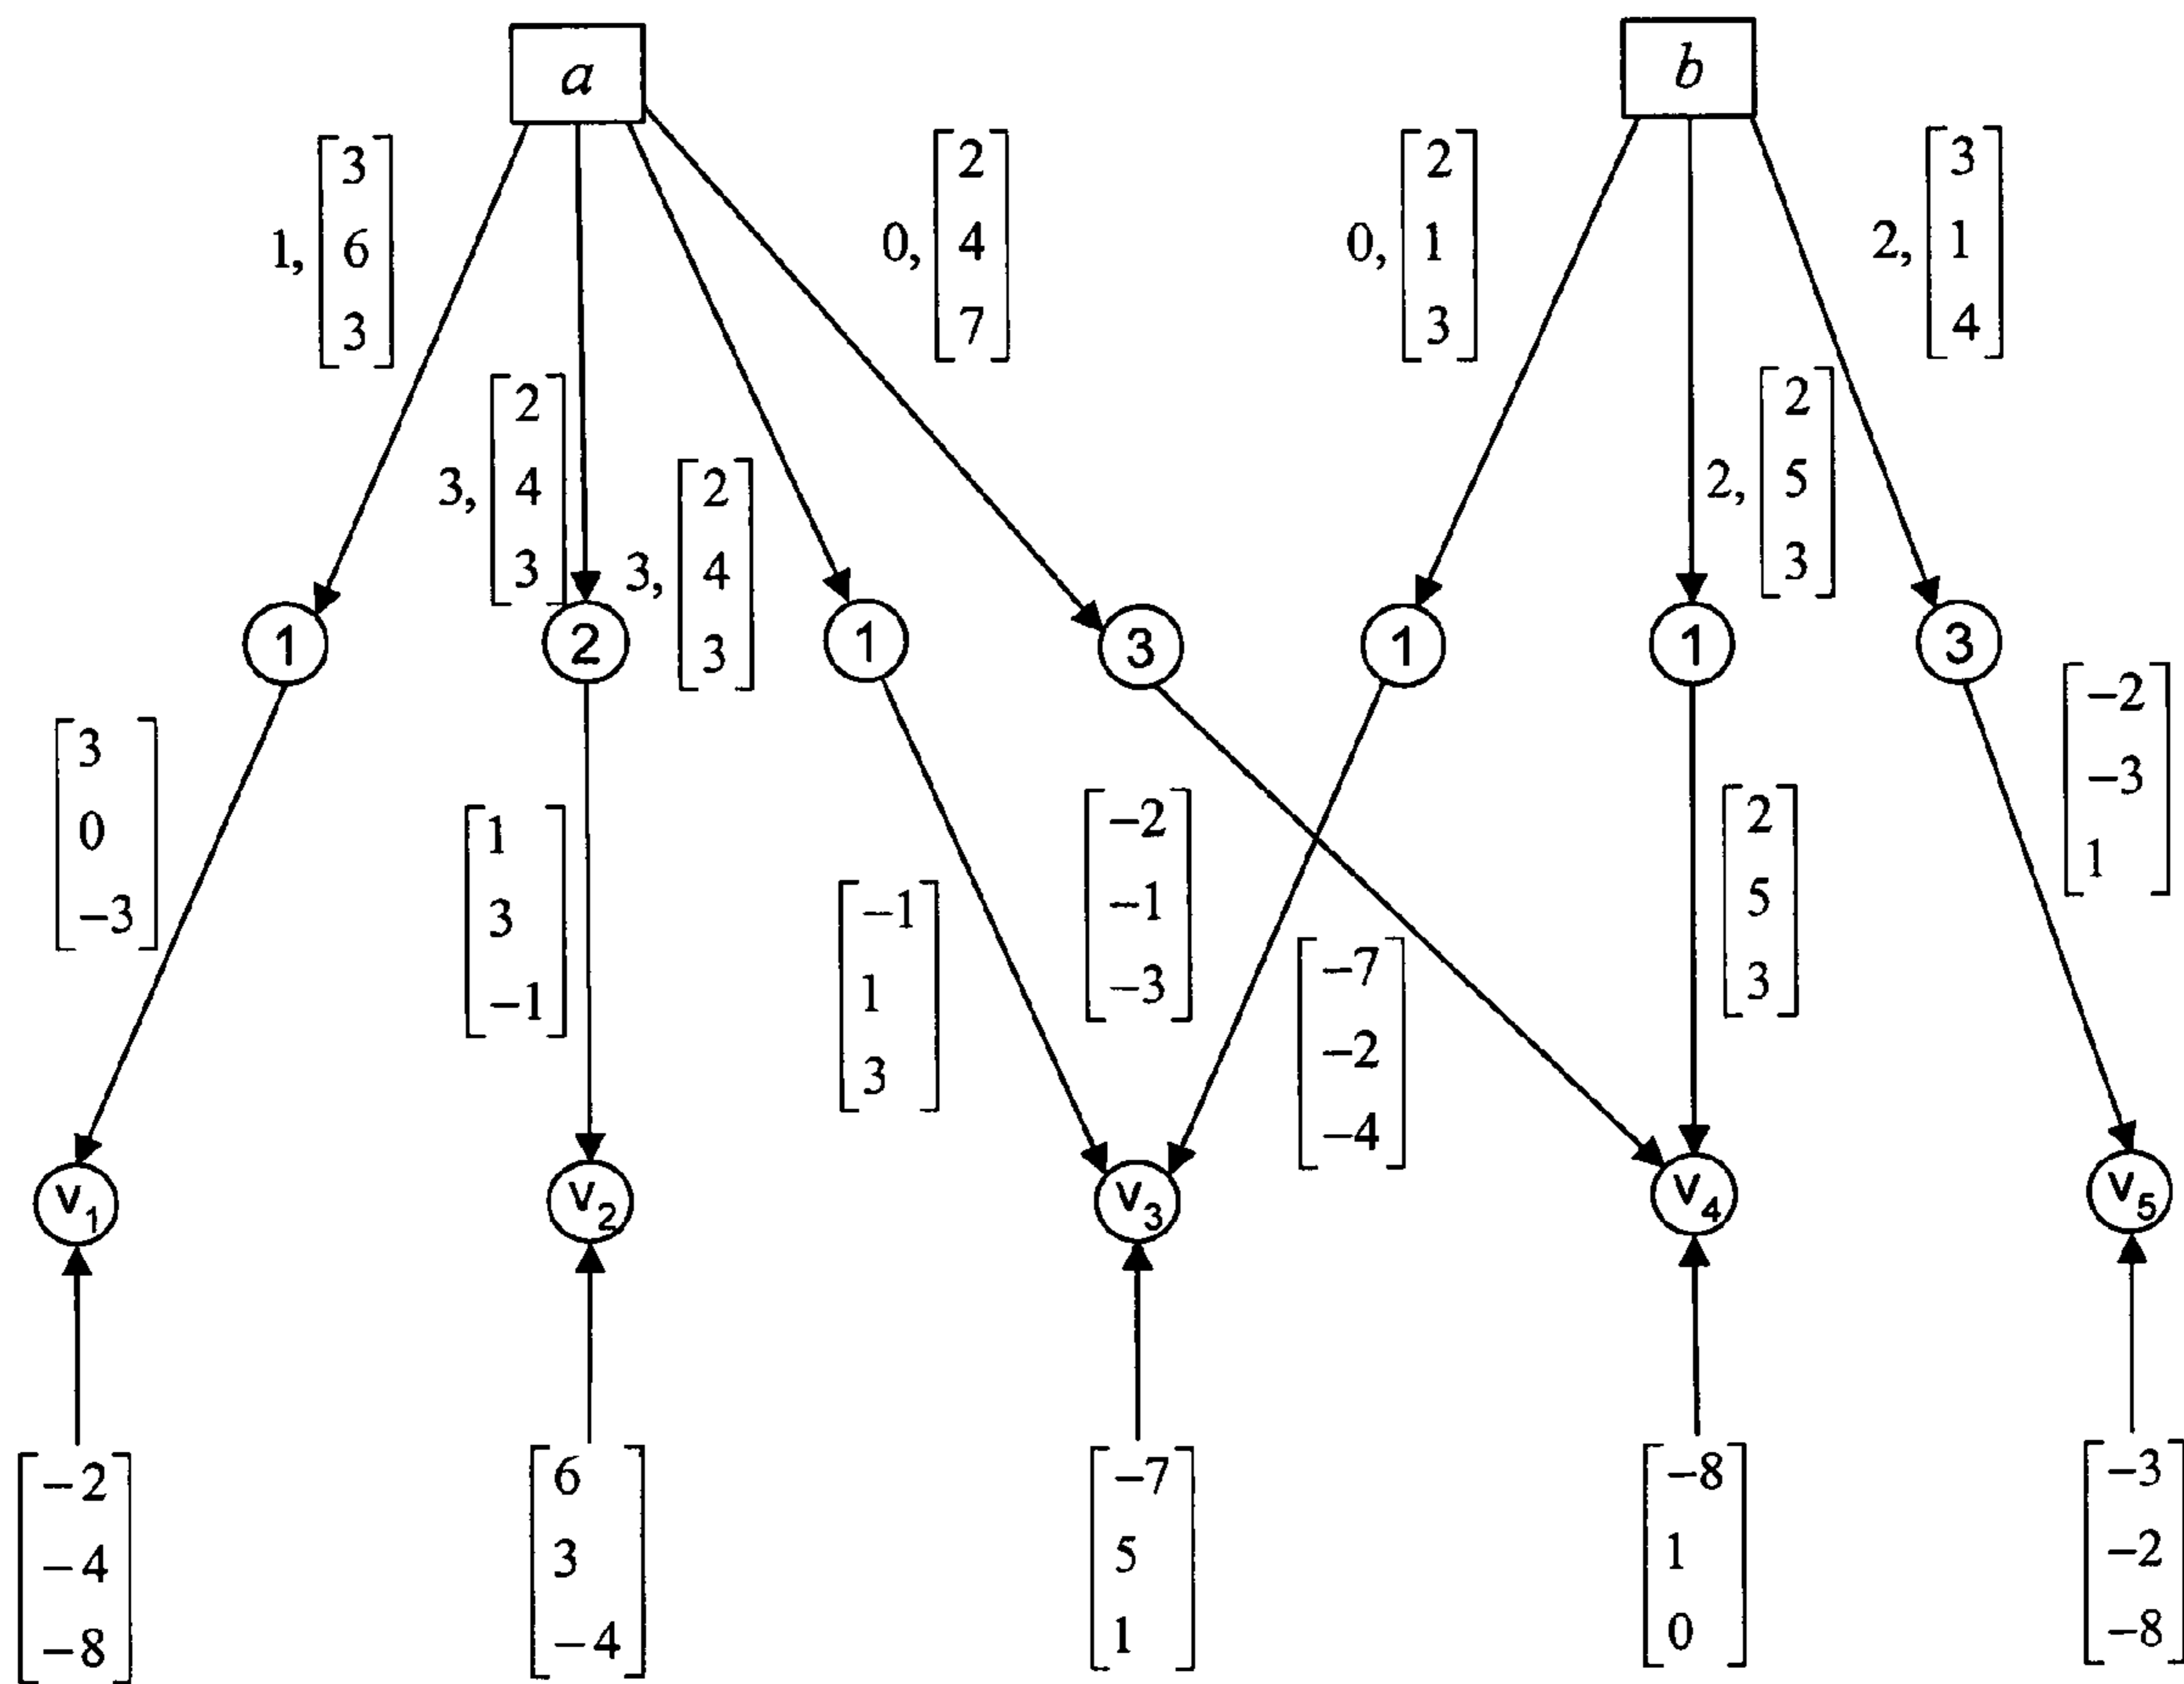 a
b
1, [3 6 3]
3, [2 4 3]
3, [2 4 3]
0, [2 4 7]
0, [2 1 3]
2, [2 5 3]
2, [3 1 4]
1
2
1
3
1
1
3
[3 0 -3]
[1 3 -1]
[-1 1 3]
[-2 -1 -3]
[-7 -2 -4]
[2 5 3]
[-2 -3 1]
v1
v2
v3
v4
v5
[-2 -4 -8]
[6 3 -4]
[-7 5 1]
[-8 1 0]
[-3 -2 -8]